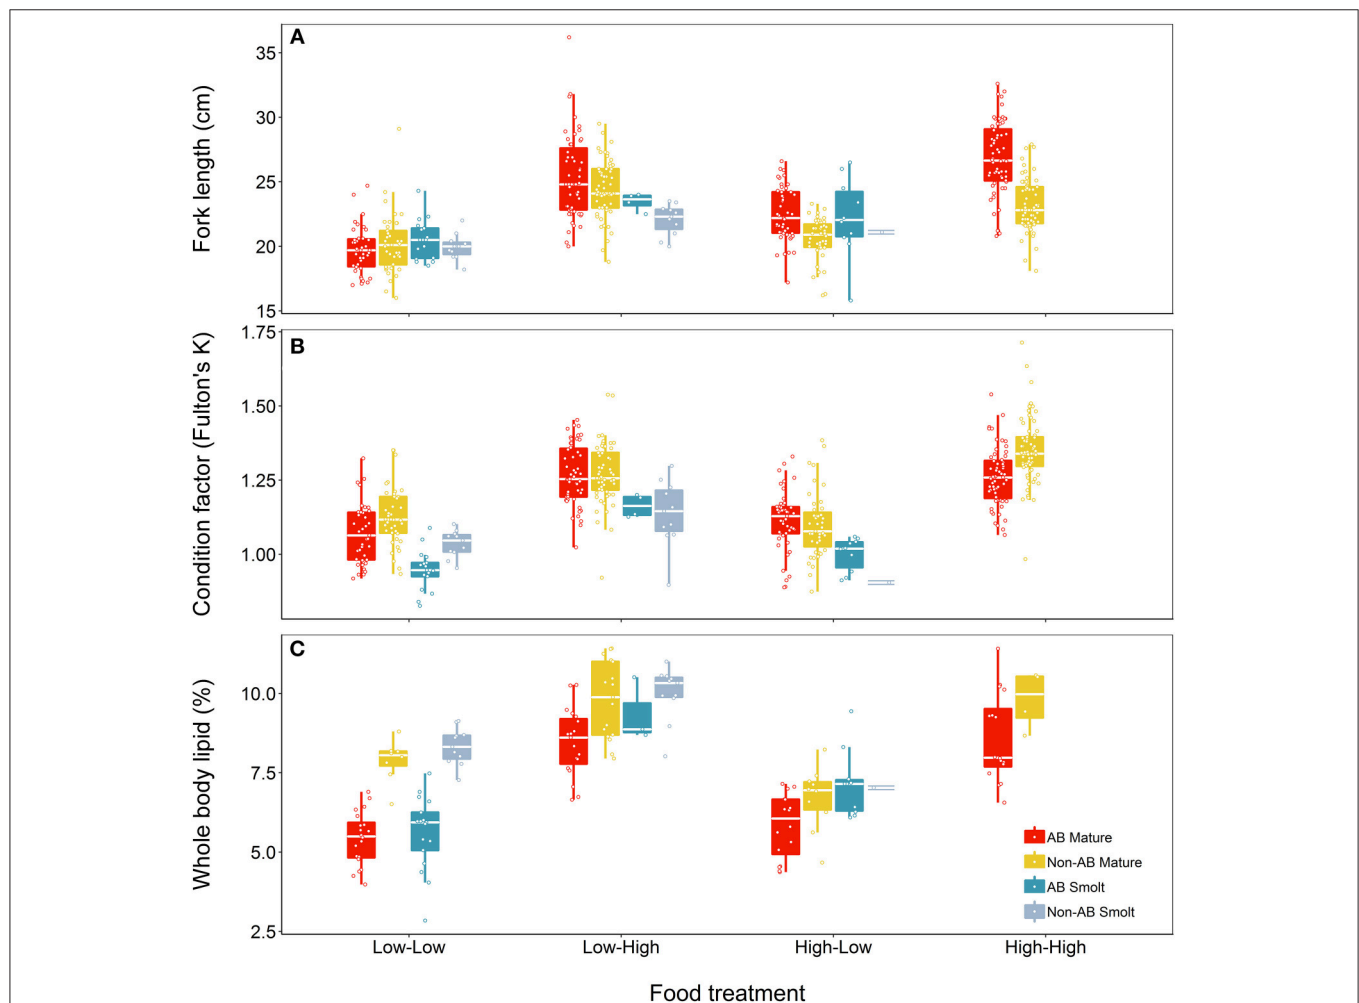 A
Fork length (cm)
35
30
25
20
15
B
Condition factor (Fulton's K)
1.75
1.50
1.25
1.00
C
Whole body lipid (%)
10.0
7.5
5.0
2.5
AB Mature
Non-AB Mature
AB Smolt
Non-AB Smolt
Low-Low Low-High High-Low High-High
Food treatment